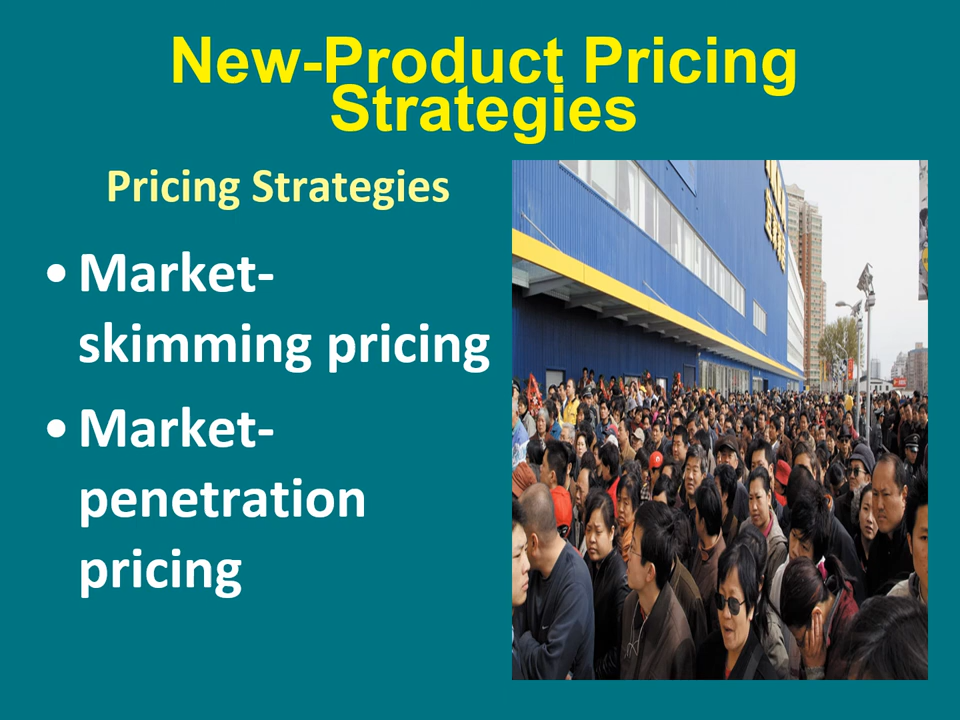 New-Product Pricing
Strategies
Pricing Strategies
• Market-
skimming pricing
• Market-
penetration
pricing